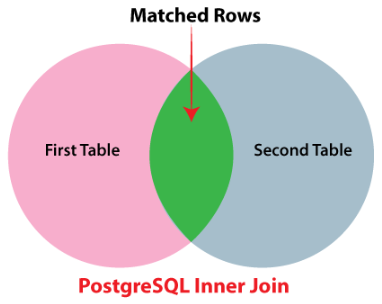 Matched Rows
First Table
Second Table
PostgreSQL Inner Join